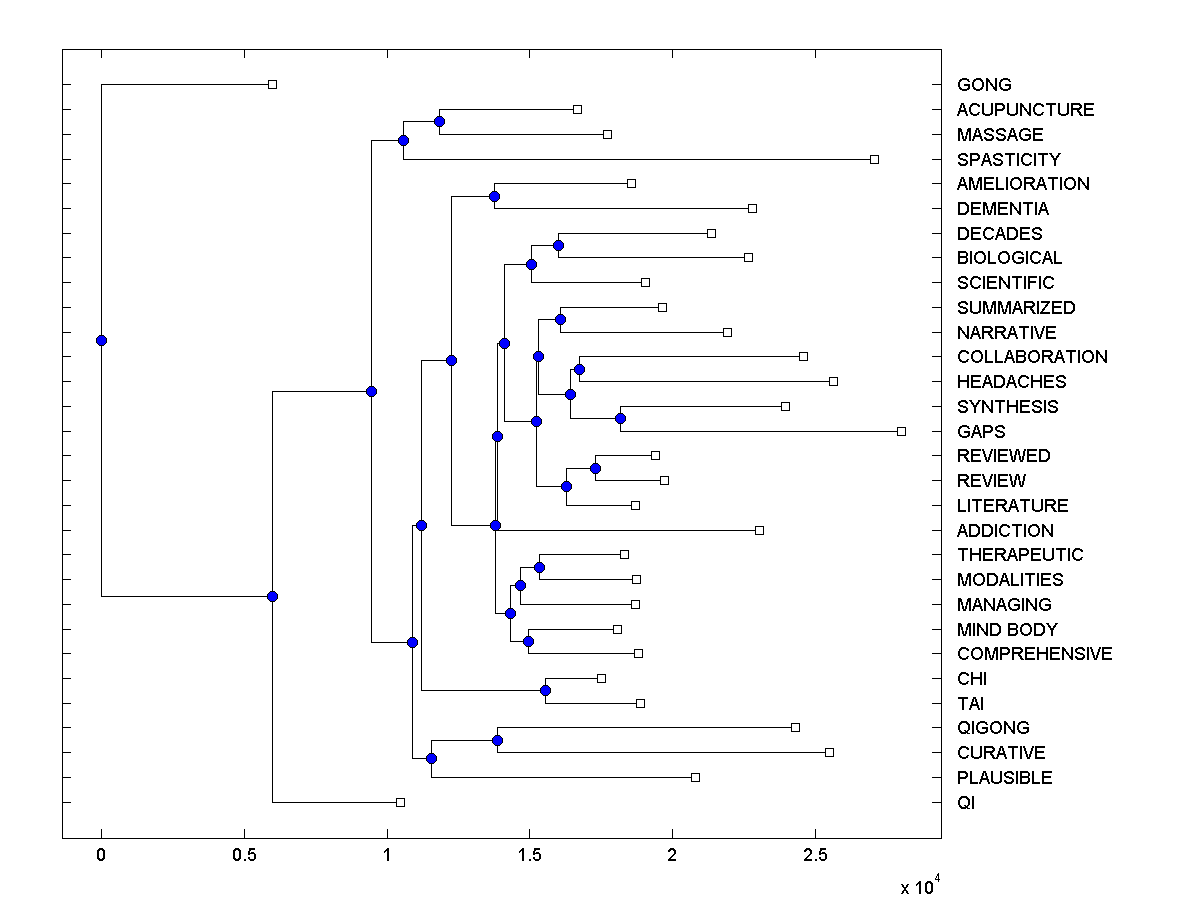 GONG
ACUPUNCTURE
MASSAGE
SPASTICITY
AMELIORATION
DEMENTIA
DECADES
BIOLOGICAL
SCIENTIFIC
SUMMARIZED
NARRATIVE
COLLABORATION
HEADACHES
SYNTHESIS
GAPS
REVIEWED
REVIEW
LITERATURE
ADDICTION
THERAPEUTIC
MODALITIES
MANAGING
MIND BODY
COMPREHENSIVE
CHI
TAI
QIGONG
CURATIVE
PLAUSIBLE
QI
0 0.5 1 1.5 2 2.5
x 10^4